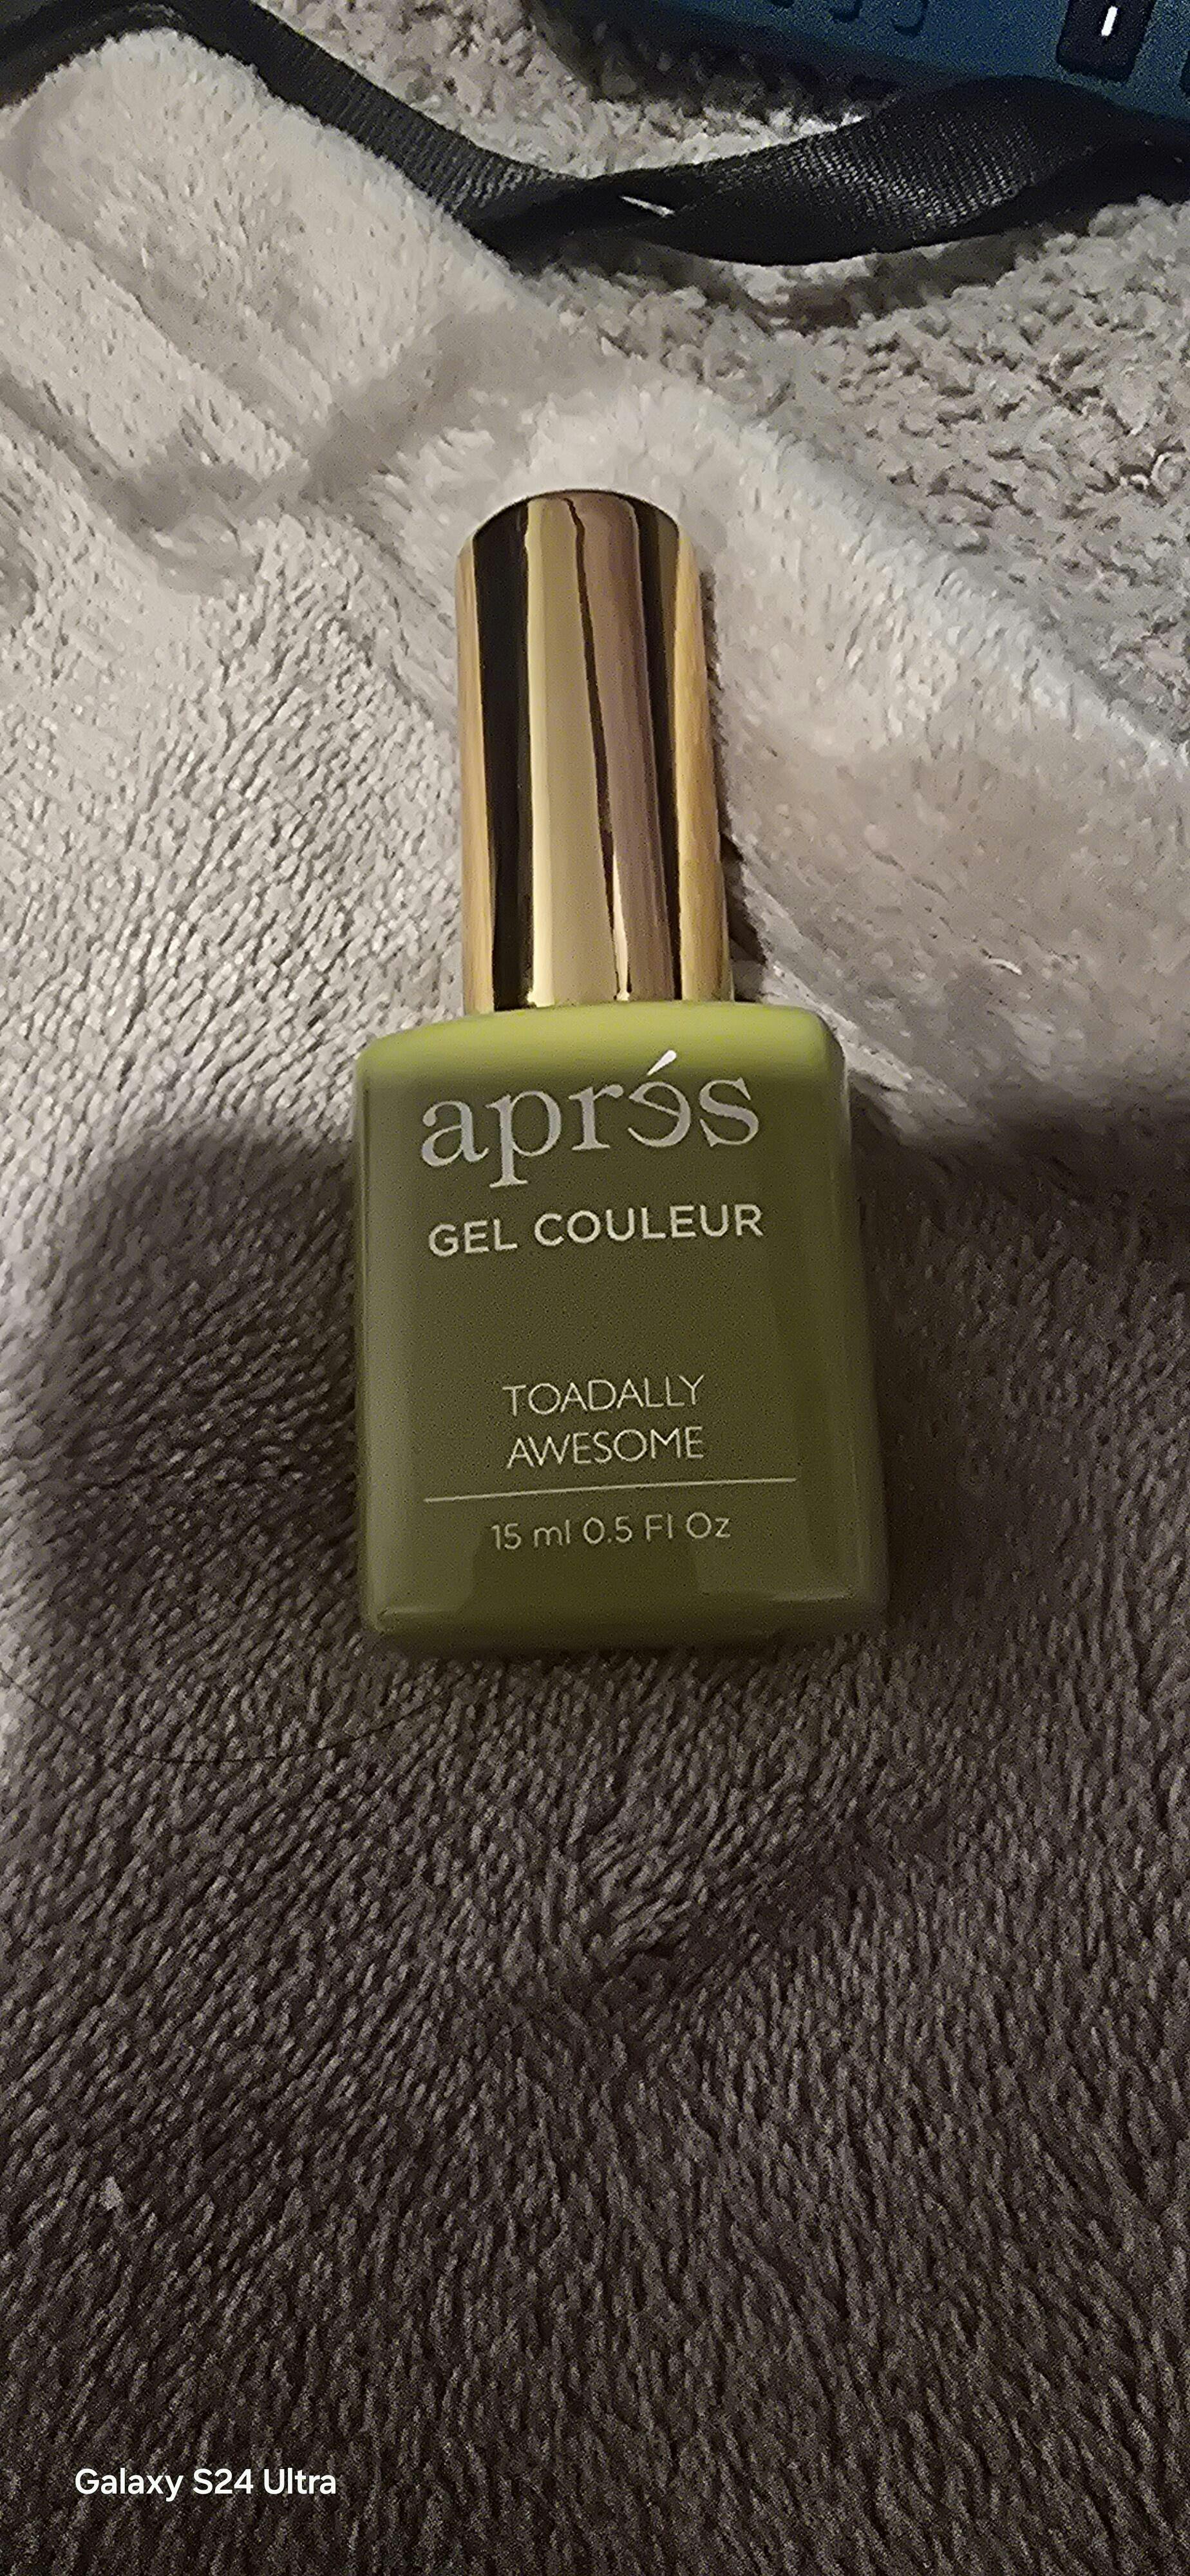 aprés
GEL COULEUR
TOADALLY
AWESOME
15 ml 0.5 Fl Oz
Galaxy S24 Ultra